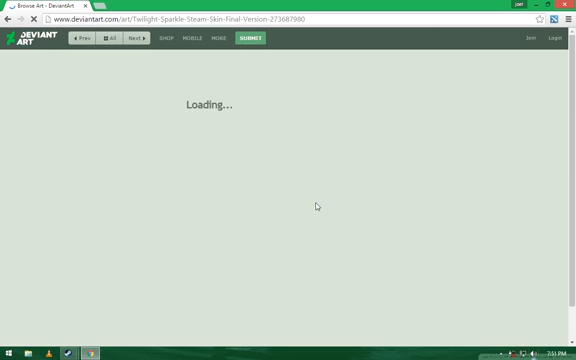 Browse Art - DeviantArt
joel
www.deviantart.com/art/Twilight-Sparkle-Steam-Skin-Final-Version-273687980
DEVIANT
ART
Prev
All
Next
SHOP
MOBILE
MORE
SUBMIT
Join
Login
Loading...
7:51 PM